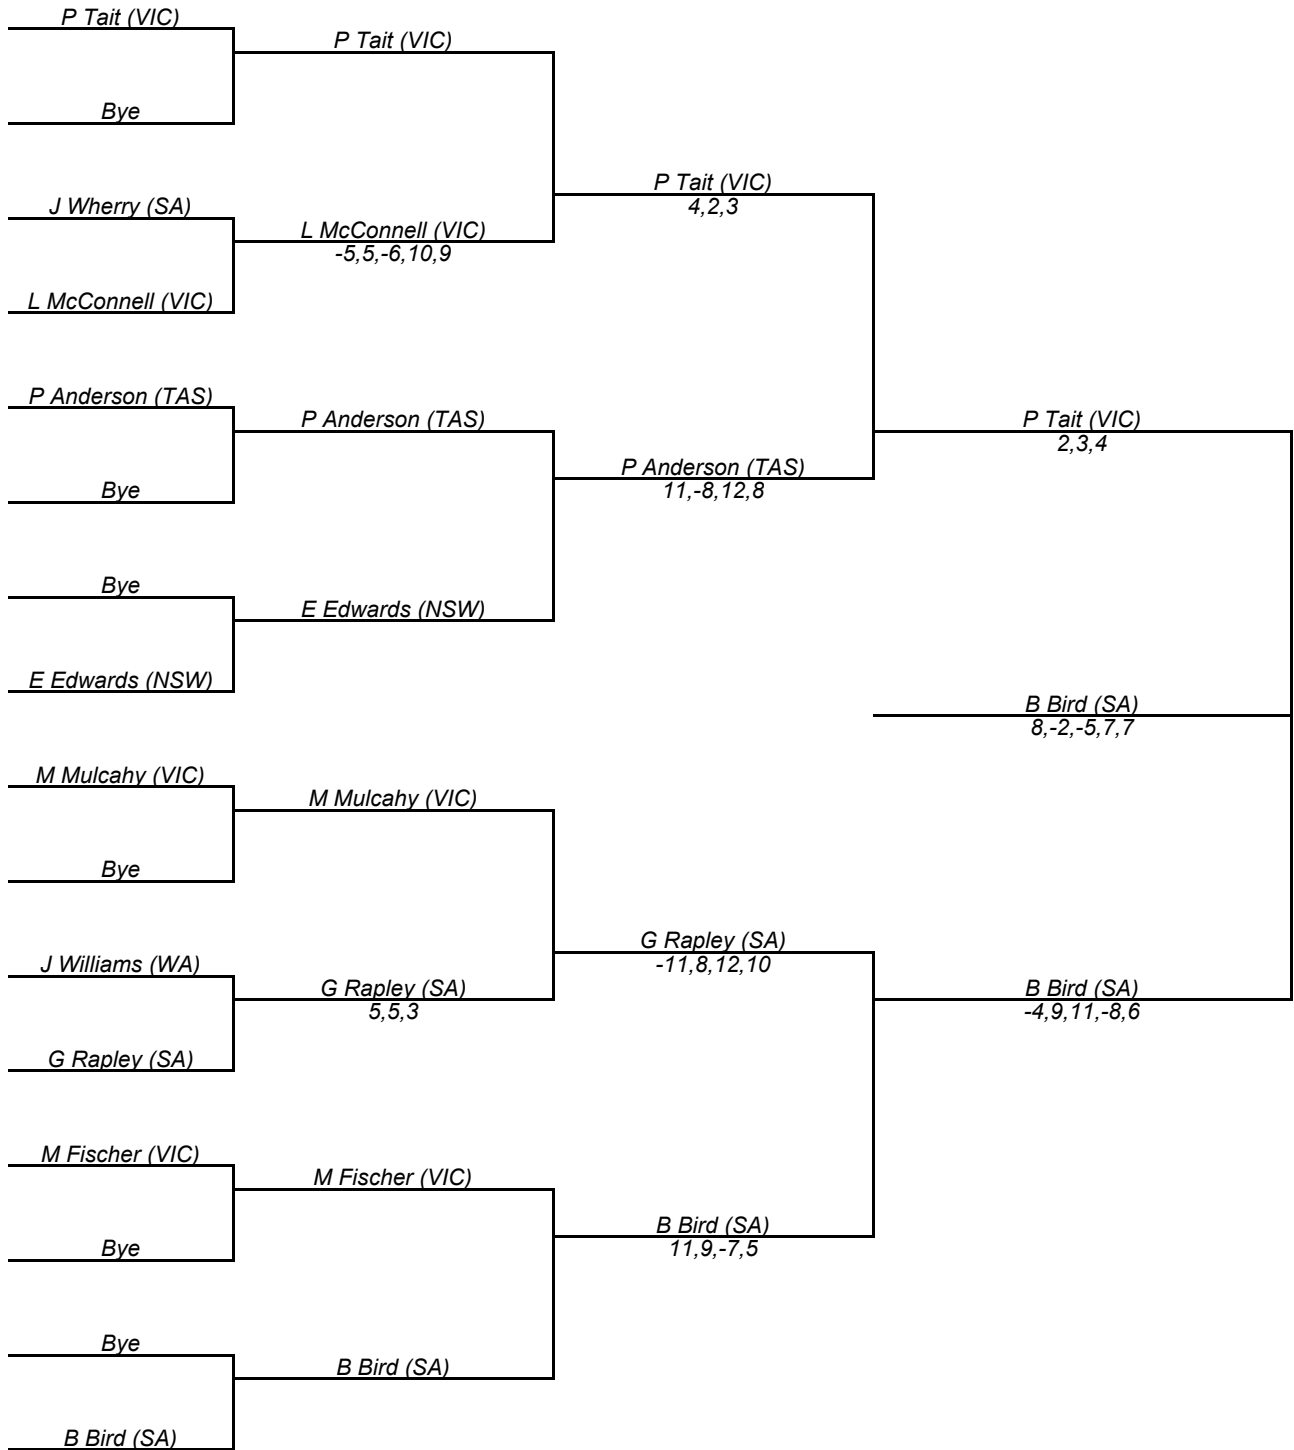 P Tait (VIC)
P Tait (VIC)
Bye
P Tait (VIC)
4,2,3
J Wherry (SA)
L McConnell (VIC)
-5,5,-6,10,9
L McConnell (VIC)
P Anderson (TAS)
P Anderson (TAS)
P Tait (VIC)
2,3,4
P Anderson (TAS)
11,-8,12,8
Bye
Bye
E Edwards (NSW)
E Edwards (NSW)
B Bird (SA)
8,-2,-5,7,7
M Mulcahy (VIC)
M Mulcahy (VIC)
Bye
G Rapley (SA)
-11,8,12,10
J Williams (WA)
G Rapley (SA)
5,5,3
B Bird (SA)
-4,9,11,-8,6
G Rapley (SA)
M Fischer (VIC)
M Fischer (VIC)
B Bird (SA)
11,9,-7,5
Bye
Bye
B Bird (SA)
B Bird (SA)